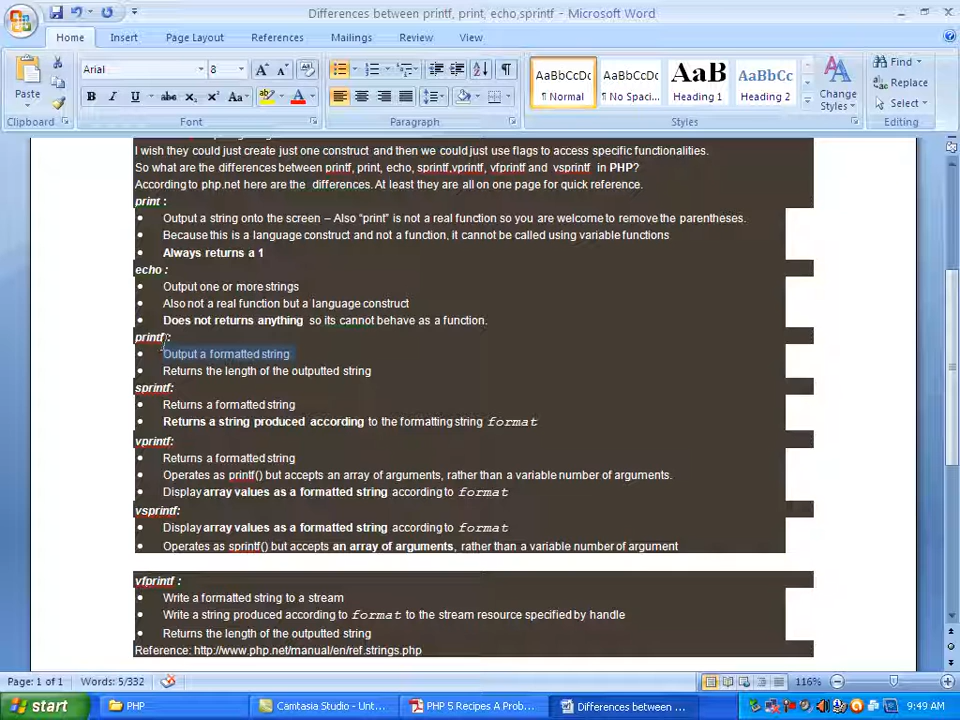 Differences between printf, print, echo,sprintf - Microsoft Word
Home Insert Page Layout References Mailings Review View
Paste
Arial 8
B I U abc x₂ x² Aa A
¶
AaBbCcDc AaBbCcDc AaB AaBbCc
¶ Normal ¶ No Spaci... Heading 1 Heading 2
Change Styles
Find
Replace
Select
Clipboard Font Paragraph Styles Editing
I wish they could just create just one construct and then we could just use flags to access specific functionalities.
So what are the differences between printf, print, echo, sprintf,vprintf, vfprintf and vsprintf in PHP?
According to php.net here are the differences. At least they are all on one page for quick reference.
print :
• Output a string onto the screen – Also “print” is not a real function so you are welcome to remove the parentheses.
• Because this is a language construct and not a function, it cannot be called using variable functions
• Always returns a 1
echo :
• Output one or more strings
• Also not a real function but a language construct
• Does not returns anything so its cannot behave as a function.
printf:
• Output a formatted string
• Returns the length of the outputted string
sprintf:
• Returns a formatted string
• Returns a string produced according to the formatting string format
vprintf:
• Returns a formatted string
• Operates as printf() but accepts an array of arguments, rather than a variable number of arguments.
• Display array values as a formatted string according to format
vsprintf:
• Display array values as a formatted string according to format
• Operates as sprintf() but accepts an array of arguments, rather than a variable number of argument
vfprintf :
• Write a formatted string to a stream
• Write a string produced according to format to the stream resource specified by handle
• Returns the length of the outputted string
Reference: http://www.php.net/manual/en/ref.strings.php
Page: 1 of 1 Words: 5/332 116%
start PHP Camtasia Studio - Unt... PHP 5 Recipes A Prob... Differences between ... 9:49 AM